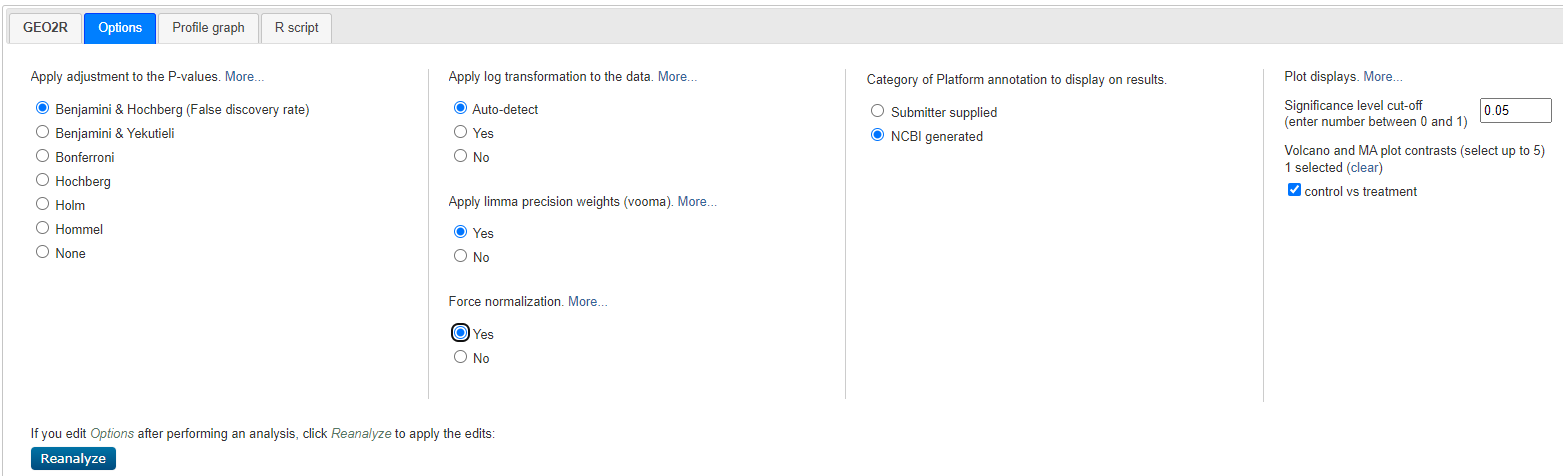 GEO2R
Options
Profile graph
R script
Apply adjustment to the P-values. More...
Benjamini & Hochberg (False discovery rate)
Benjamini & Yekutieli
Bonferroni
Hochberg
Holm
Hommel
None
Apply log transformation to the data. More...
Auto-detect
Yes
No
Apply limma precision weights (vooma). More...
Yes
No
Force normalization. More...
Yes
No
Category of Platform annotation to display on results.
Submitter supplied
NCBI generated
Plot displays. More...
Significance level cut-off
(enter number between 0 and 1)
0.05
Volcano and MA plot contrasts (select up to 5)
1 selected (clear)
control vs treatment
If you edit Options after performing an analysis, click Reanalyze to apply the edits:
Reanalyze